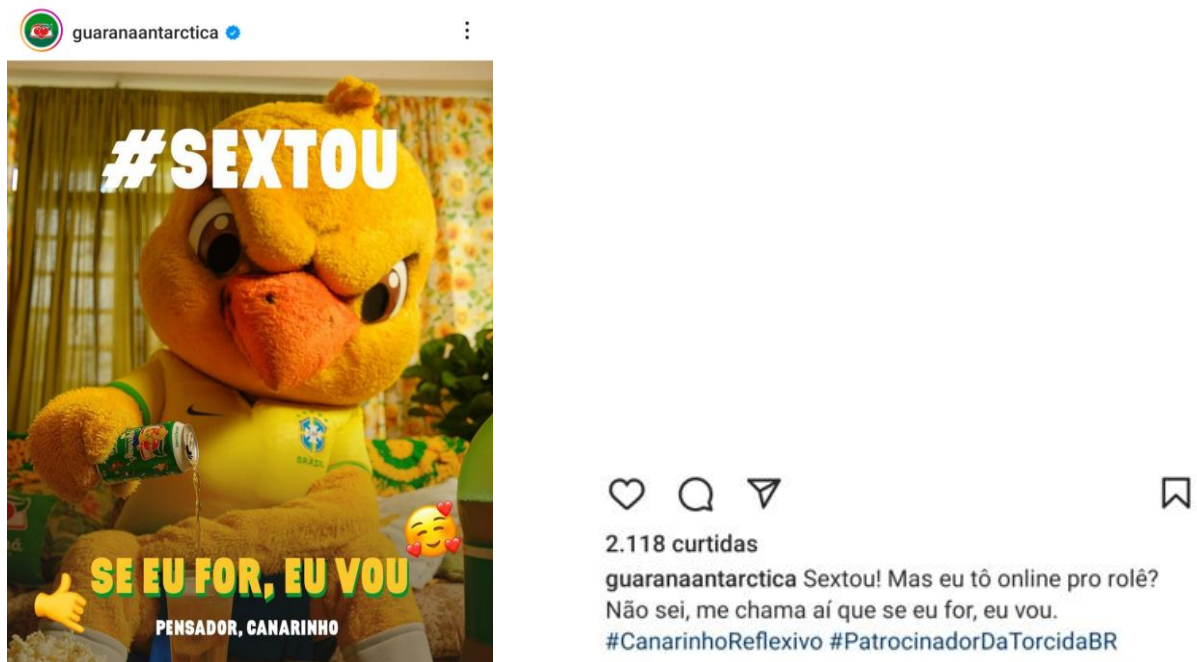 guaranaantarctica
#SEXTOU
BRASIL
SE EU FOR, EU VOU
PENSADOR, CANARINHO
2.118 curtidas
guaranaantarctica Sextou! Mas eu tô online pro rolê?
Não sei, me chama aí que se eu for, eu vou.
#CanarinhoReflexivo #PatrocinadorDaTorcidaBR